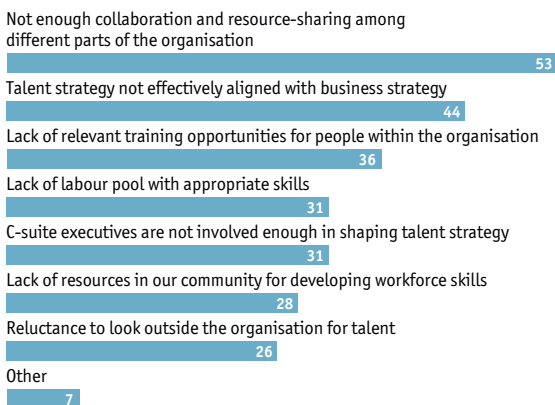 Not enough collaboration and resource-sharing among
different parts of the organisation
53
Talent strategy not effectively aligned with business strategy
44
Lack of relevant training opportunities for people within the organisation
36
Lack of labour pool with appropriate skills
31
C-suite executives are not involved enough in shaping talent strategy
31
Lack of resources in our community for developing workforce skills
28
Reluctance to look outside the organisation for talent
26
Other
7